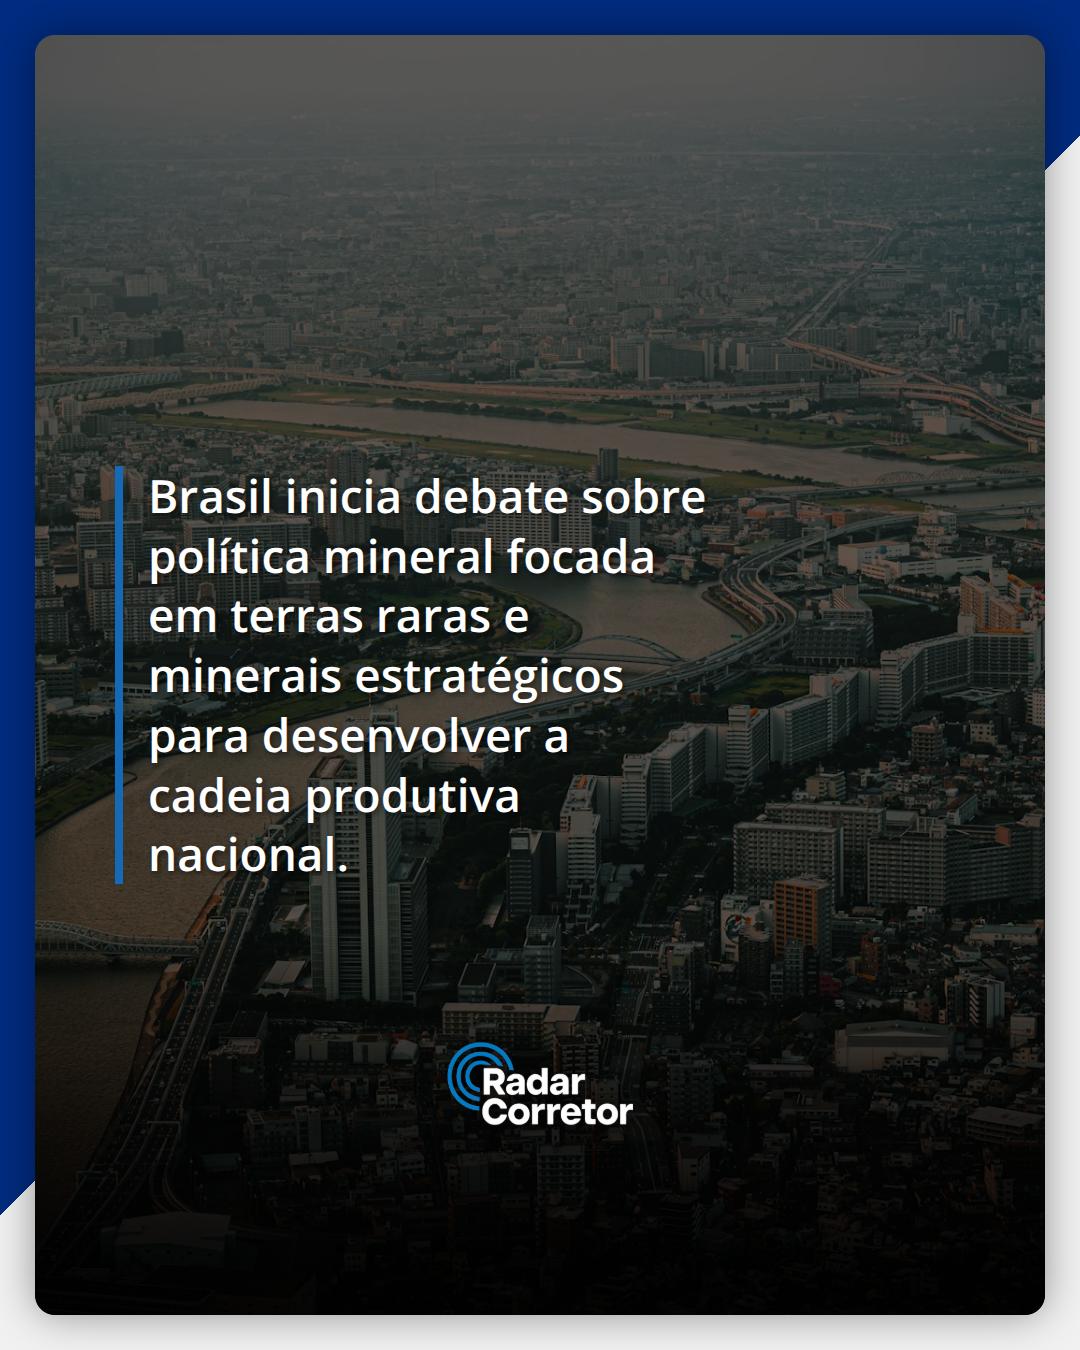 Brasil inicia debate sobre
política mineral focada
em terras raras e
minerais estratégicos
para desenvolver a
cadeia produtiva
nacional.
Radar
Corretor